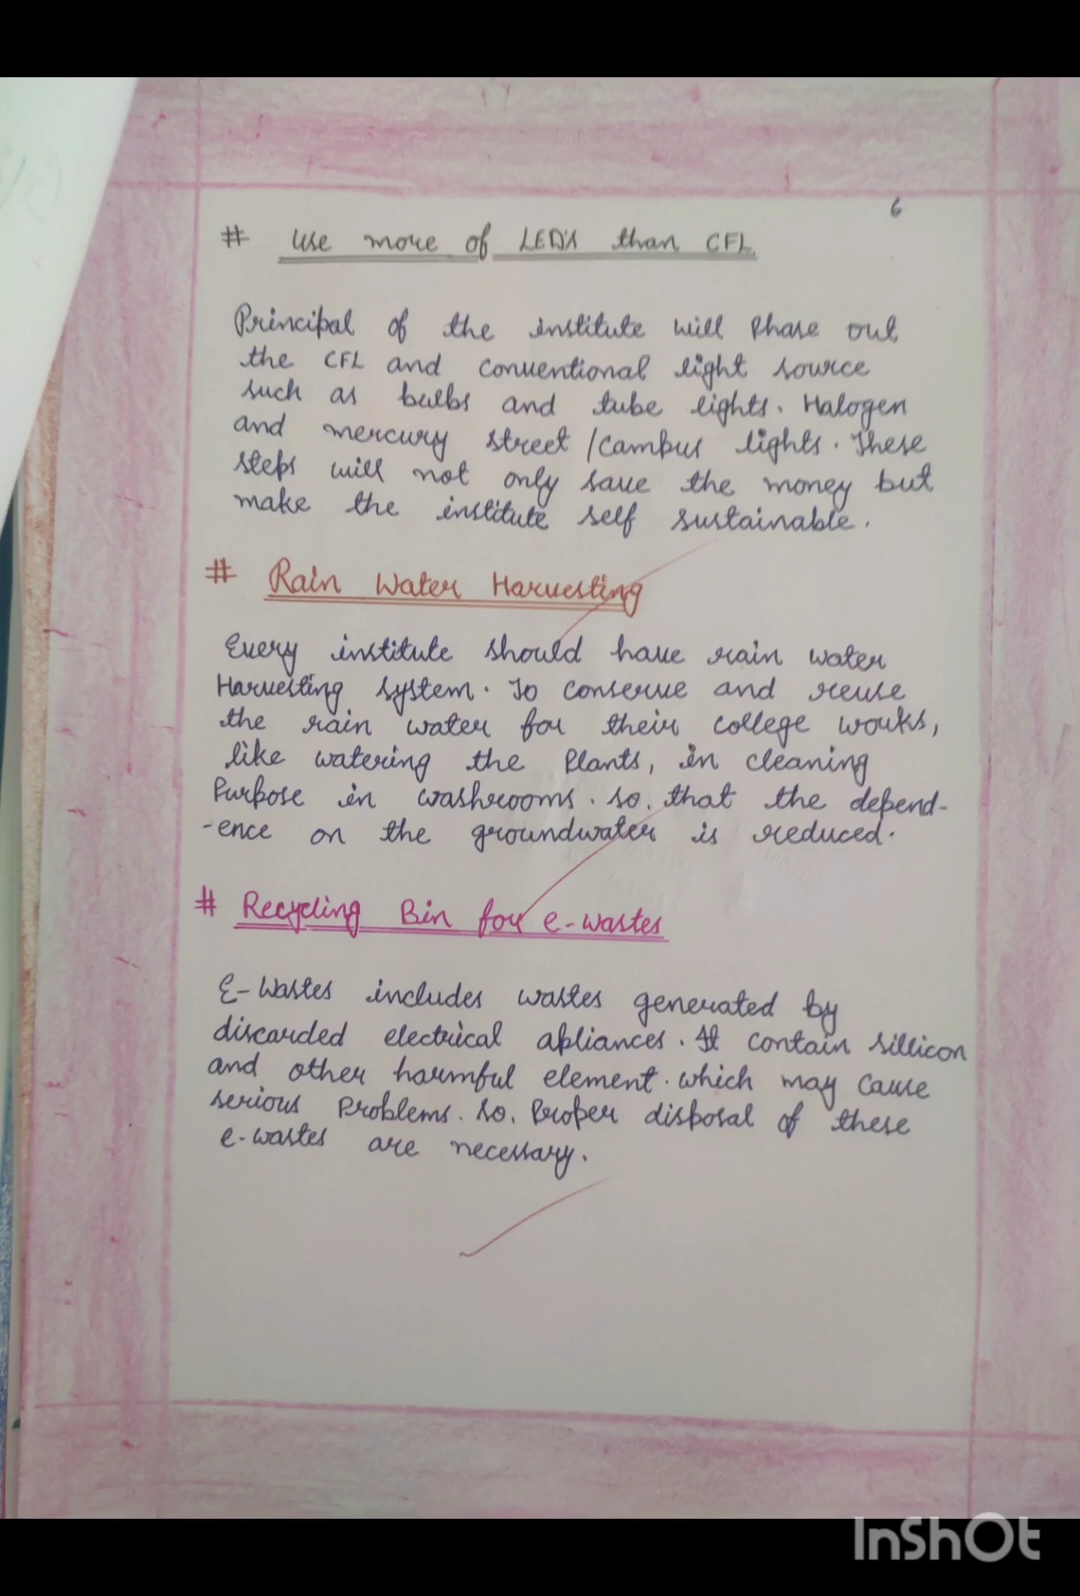 6
# Use more of LED's than CFL
Principal of the institute will Phase out
the CFL and conventional light source
such as bulbs and tube lights. Halogen
and mercury street /Campus lights. These
steps will not only save the money but
make the institute self sustainable.
# Rain Water Harvesting
Every institute should have rain water
Harvesting system. To conserve and reuse
the rain water for their college works,
like watering the Plants, in cleaning
Purpose in washrooms. so, that the depend-
-ence on the groundwater is reduced.
# Recycling Bin for e-wastes
E-Wastes includes wastes generated by
discarded electrical apliances. It contain sillicon
and other harmful element. which may cause
serious Problems. So, Proper disposal of these
e-wastes are necessary.
InShOt